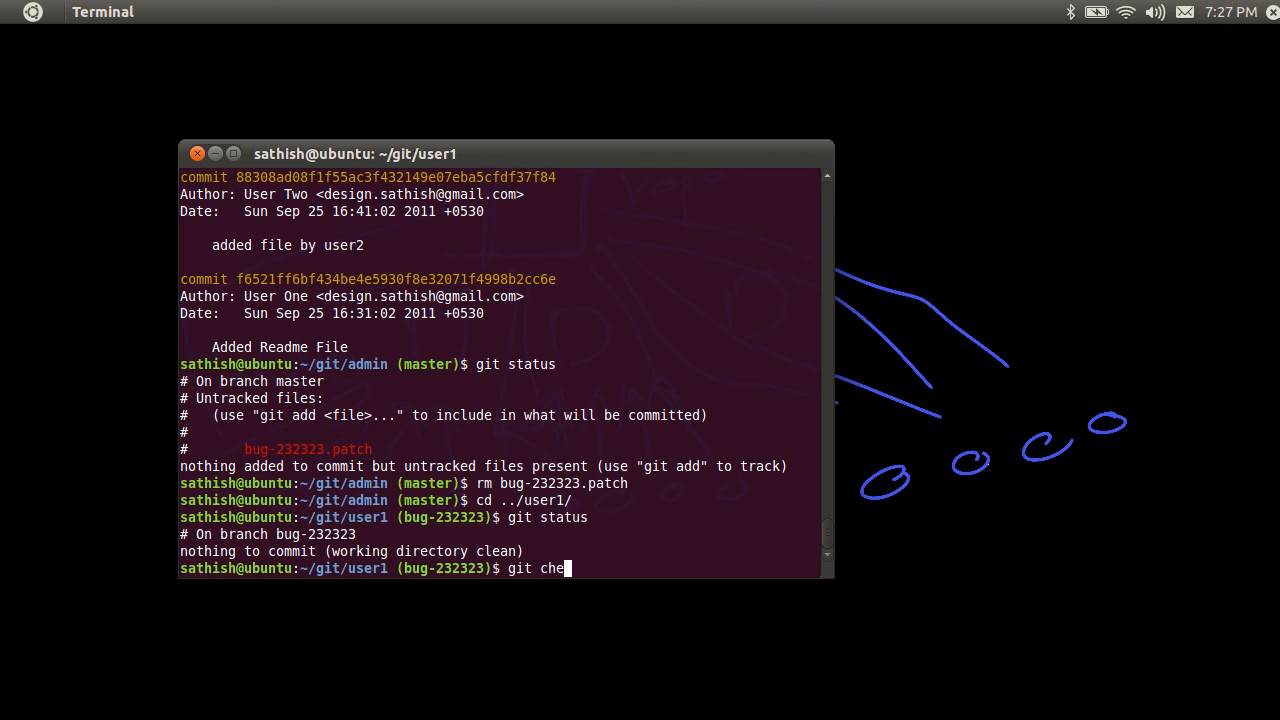 Terminal
7:27 PM
sathish@ubuntu: ~/git/user1
commit 88308ad08f1f55ac3f432149e07eba5cfdf37f84
Author: User Two <design.sathish@gmail.com>
Date:   Sun Sep 25 16:41:02 2011 +0530
added file by user2
commit f6521ff6bf434be4e5930f8e32071f4998b2cc6e
Author: User One <design.sathish@gmail.com>
Date:   Sun Sep 25 16:31:02 2011 +0530
Added Readme File
sathish@ubuntu:~/git/admin (master)$ git status
# On branch master
# Untracked files:
#   (use "git add <file>..." to include in what will be committed)
#
#       bug-232323.patch
nothing added to commit but untracked files present (use "git add" to track)
sathish@ubuntu:~/git/admin (master)$ rm bug-232323.patch
sathish@ubuntu:~/git/admin (master)$ cd ../user1/
sathish@ubuntu:~/git/user1 (bug-232323)$ git status
# On branch bug-232323
nothing to commit (working directory clean)
sathish@ubuntu:~/git/user1 (bug-232323)$ git che